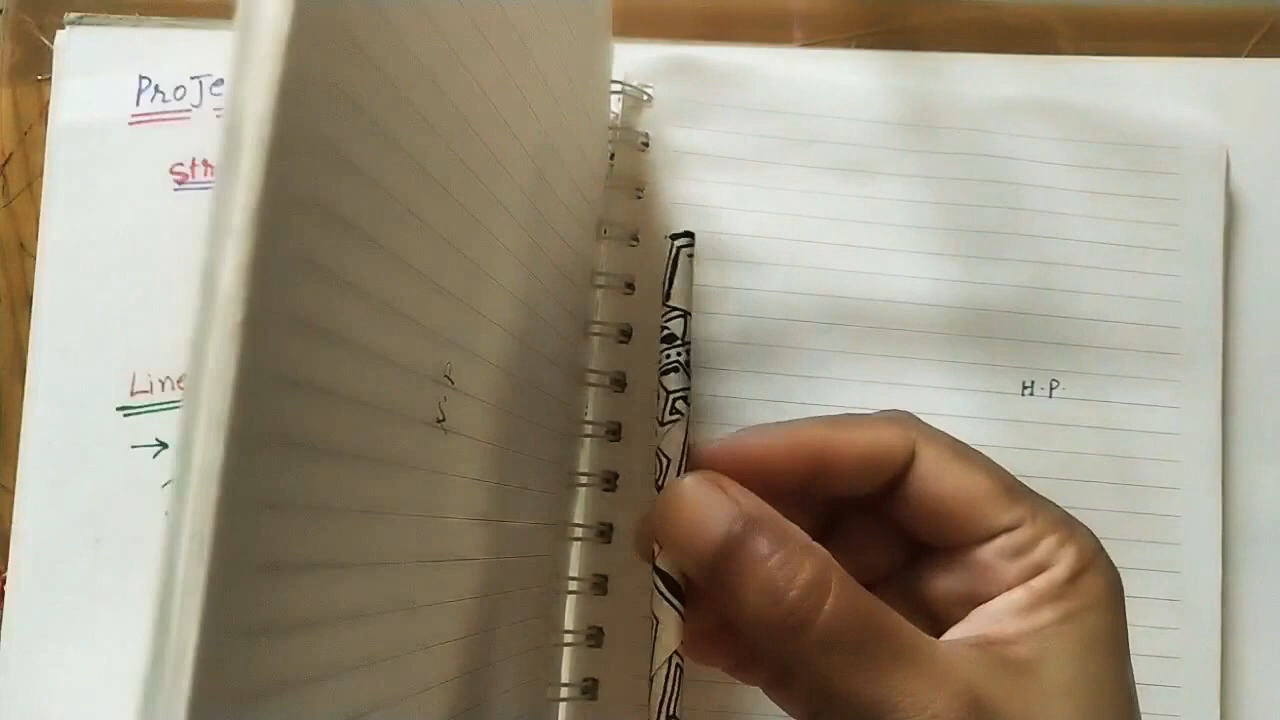 ProJe
Str
Line
→
H.P.